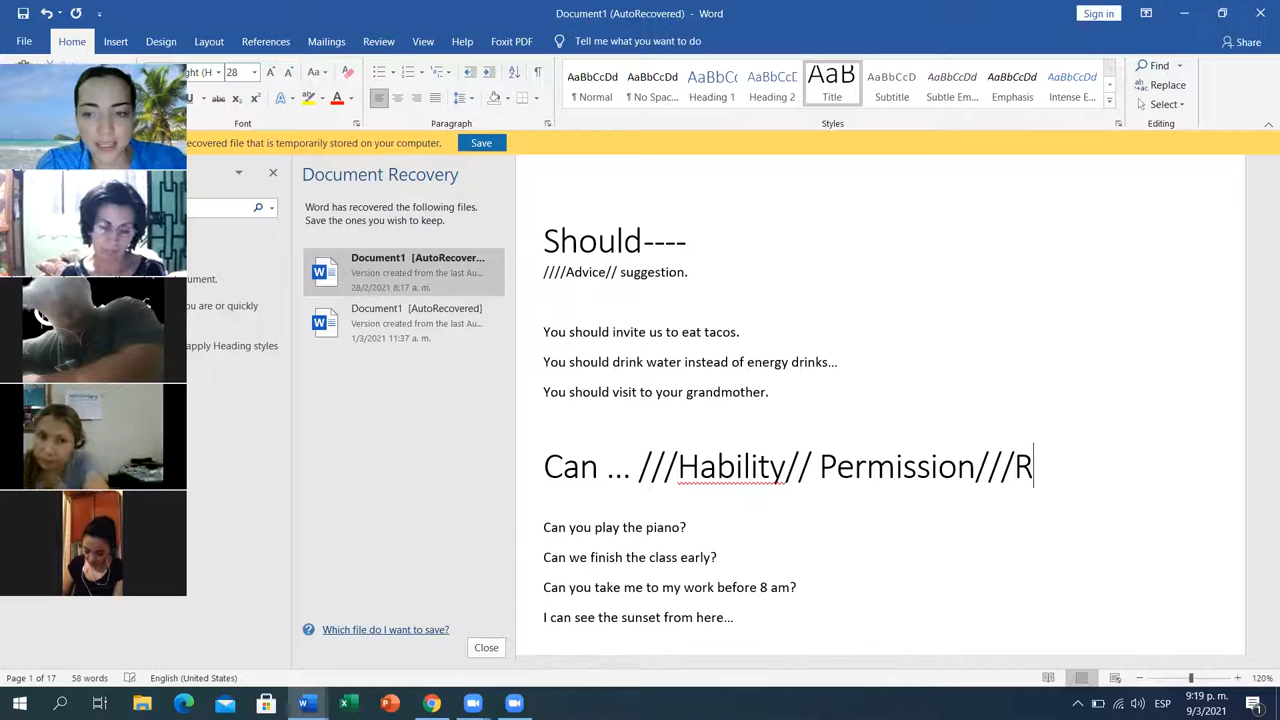 Document1 (AutoRecovered) - Word
Sign in
File Home Insert Design Layout References Mailings Review View Help Foxit PDF Tell me what you want to do
Share
28
Aa
abc x₂ x² A A
Font
Paragraph
AaBbCcDd AaBbCcDd AaBbC AaBbCcD AaB AaBbCcD AaBbCcDd AaBbCcDd AaBbCcDd
¶ Normal ¶ No Spac... Heading 1 Heading 2 Title Subtitle Subtle Em... Emphasis Intense E...
Styles
Find
Replace
Select
Editing
ecovered file that is temporarily stored on your computer.
Save
ument.
ou are or quickly
apply Heading styles
Document Recovery
Word has recovered the following files.
Save the ones you wish to keep.
Document1 [AutoRecover...
Version created from the last Au...
28/2/2021 8:17 a. m.
Document1 [AutoRecovered]
Version created from the last Au...
1/3/2021 11:37 a. m.
Which file do I want to save?
Close
Should----
////Advice// suggestion.
You should invite us to eat tacos.
You should drink water instead of energy drinks...
You should visit to your grandmother.
Can ... ///Hability// Permission///R
Can you play the piano?
Can we finish the class early?
Can you take me to my work before 8 am?
I can see the sunset from here...
Page 1 of 17 58 words English (United States)
120%
ESP
9:19 p. m.
9/3/2021